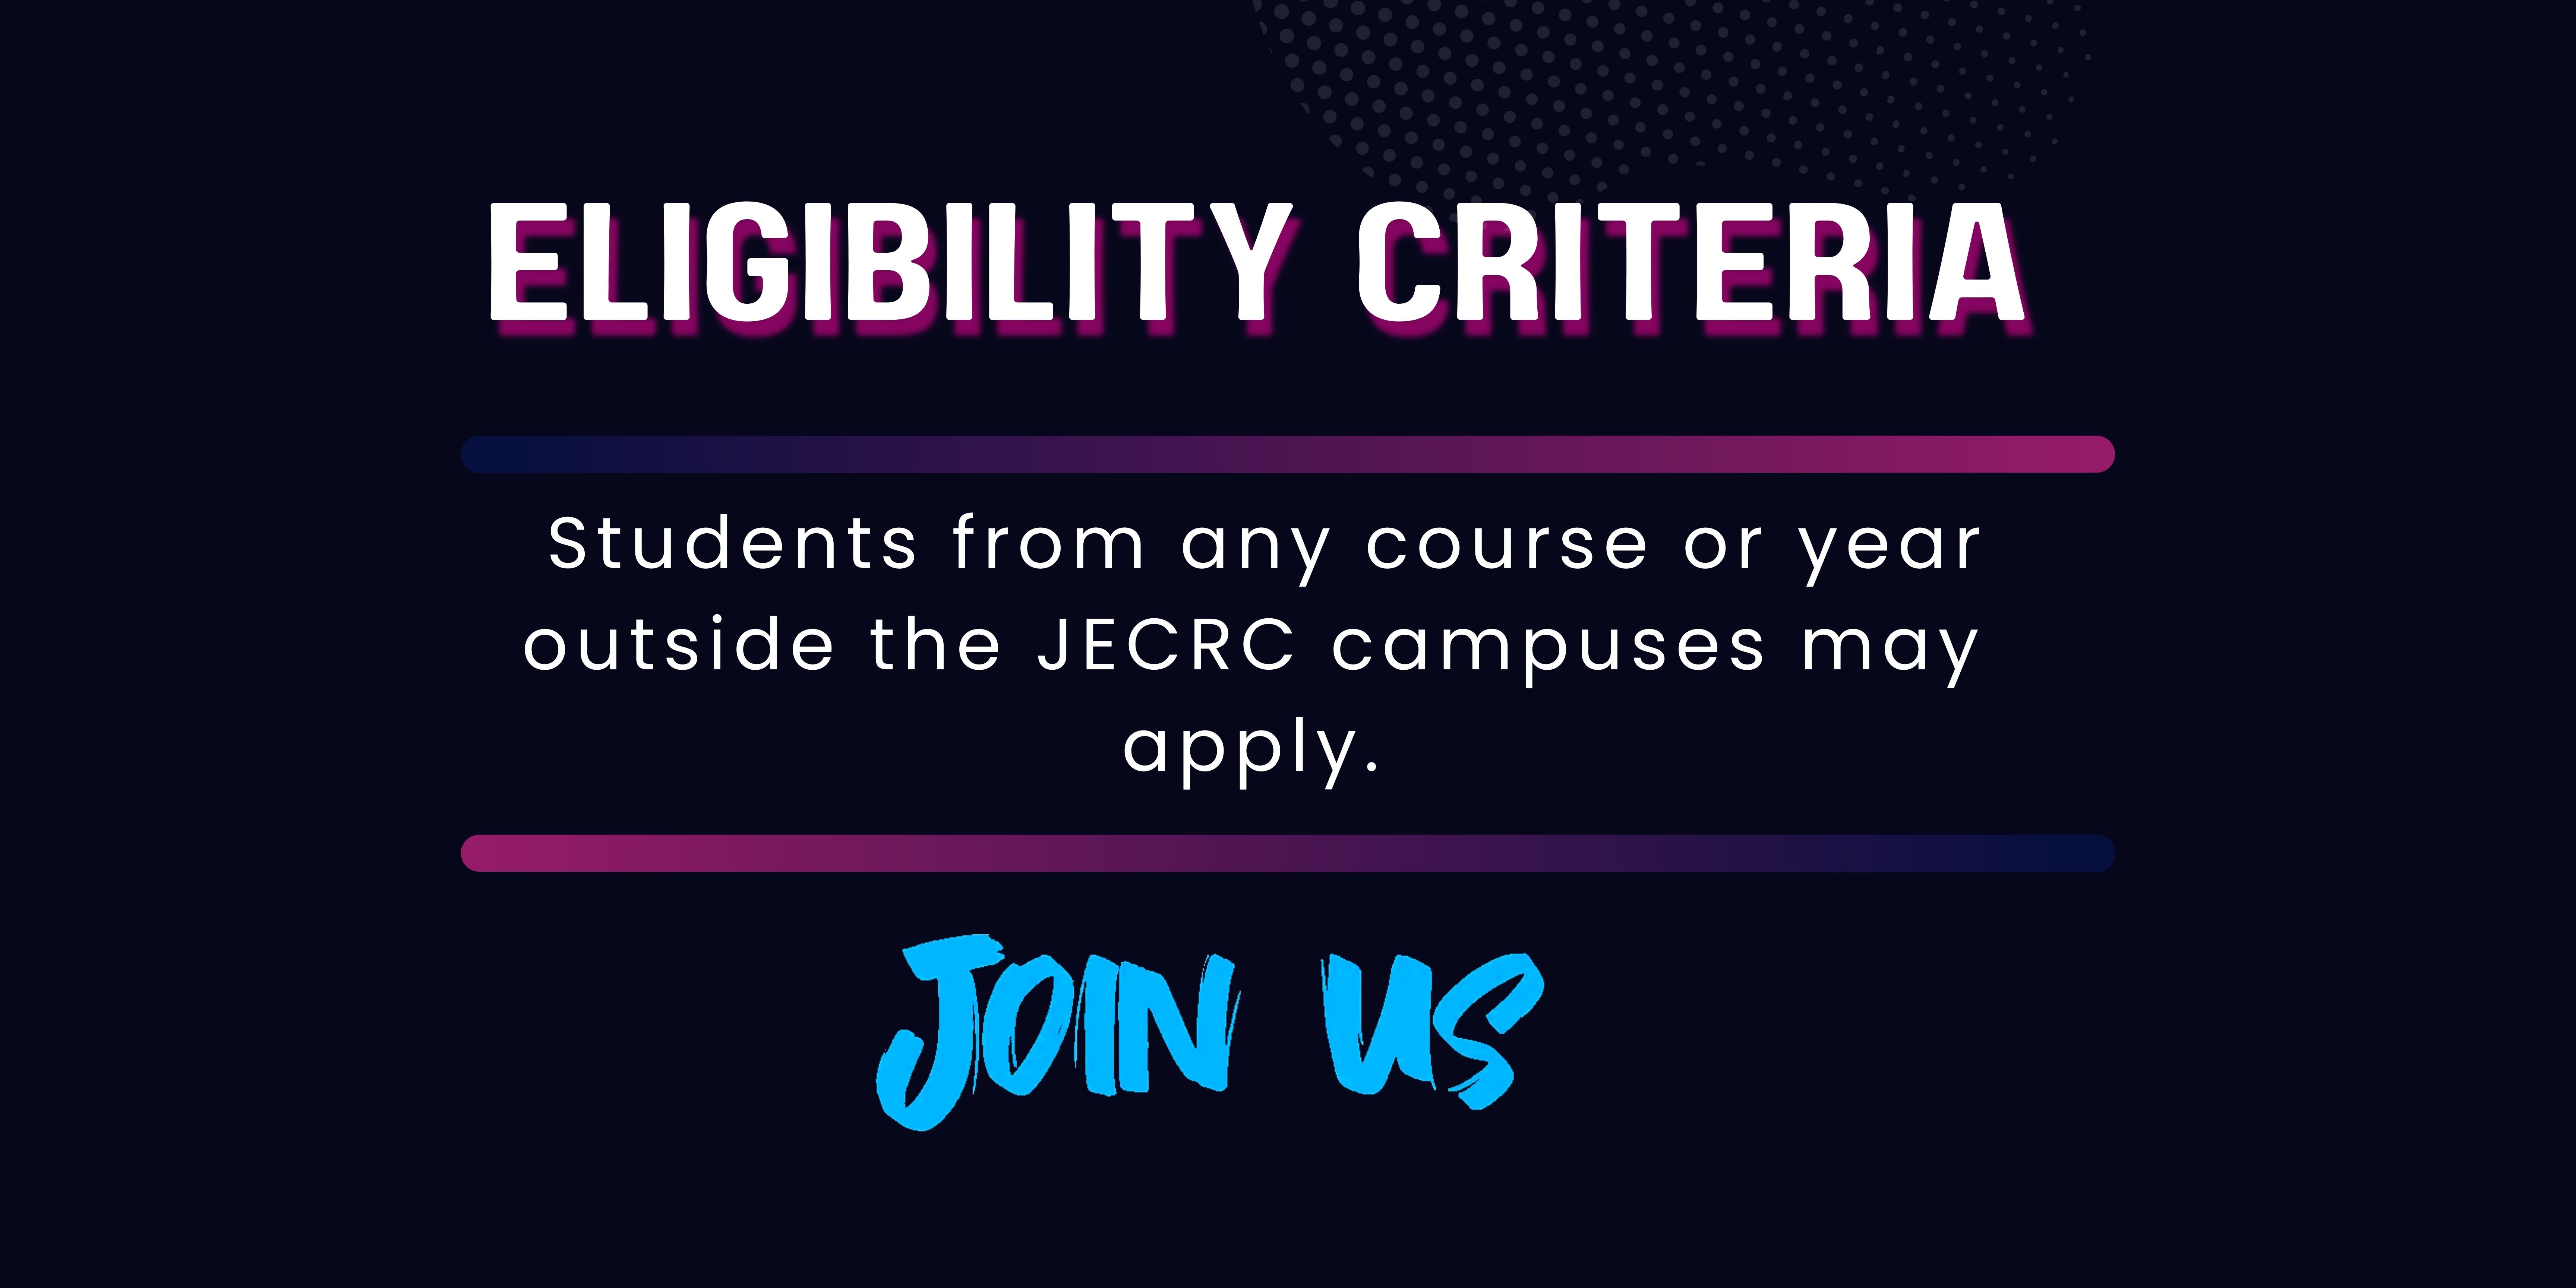 ELIGIBILITY CRITERIA
Students from any course or year
outside the JECRC campuses may
apply.
JOIN US